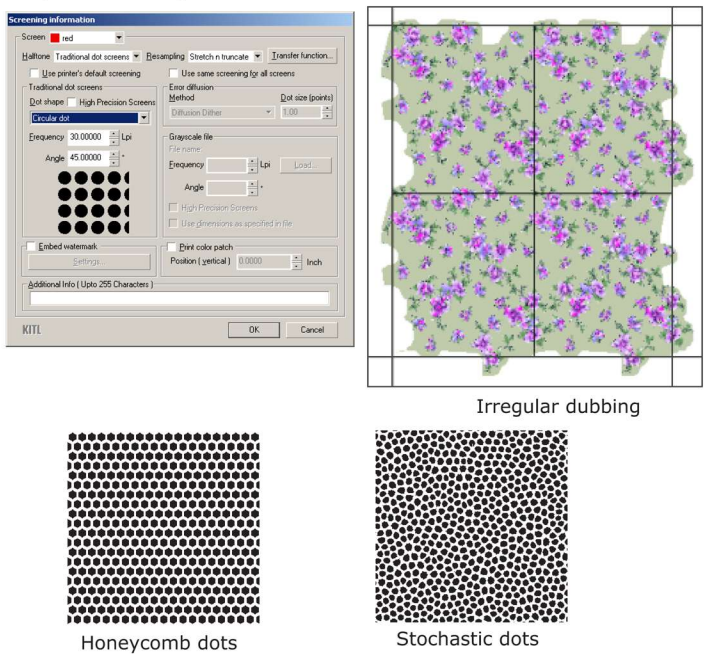 Screening information
Screen red
Halftone Traditional dot screens Resampling Stretch n truncate Transfer function...
Use printer's default screening Use same screening for all screens
Traditional dot screens
Dot shape High Precision Screens
Circular dot
Frequency 30.00000 Lpi
Angle 45.00000 °
Error diffusion
Method Dot size (points)
Diffusion Dither 1.00
Grayscale file
File name:
Frequency Lpi Load...
Angle °
High Precision Screens
Use dimensions as specified in file
Embed watermark
Settings...
Print color patch
Position ( vertical ) 0.0000 Inch
Additional Info ( Upto 255 Characters )
KITL OK Cancel
Irregular dubbing
Honeycomb dots
Stochastic dots